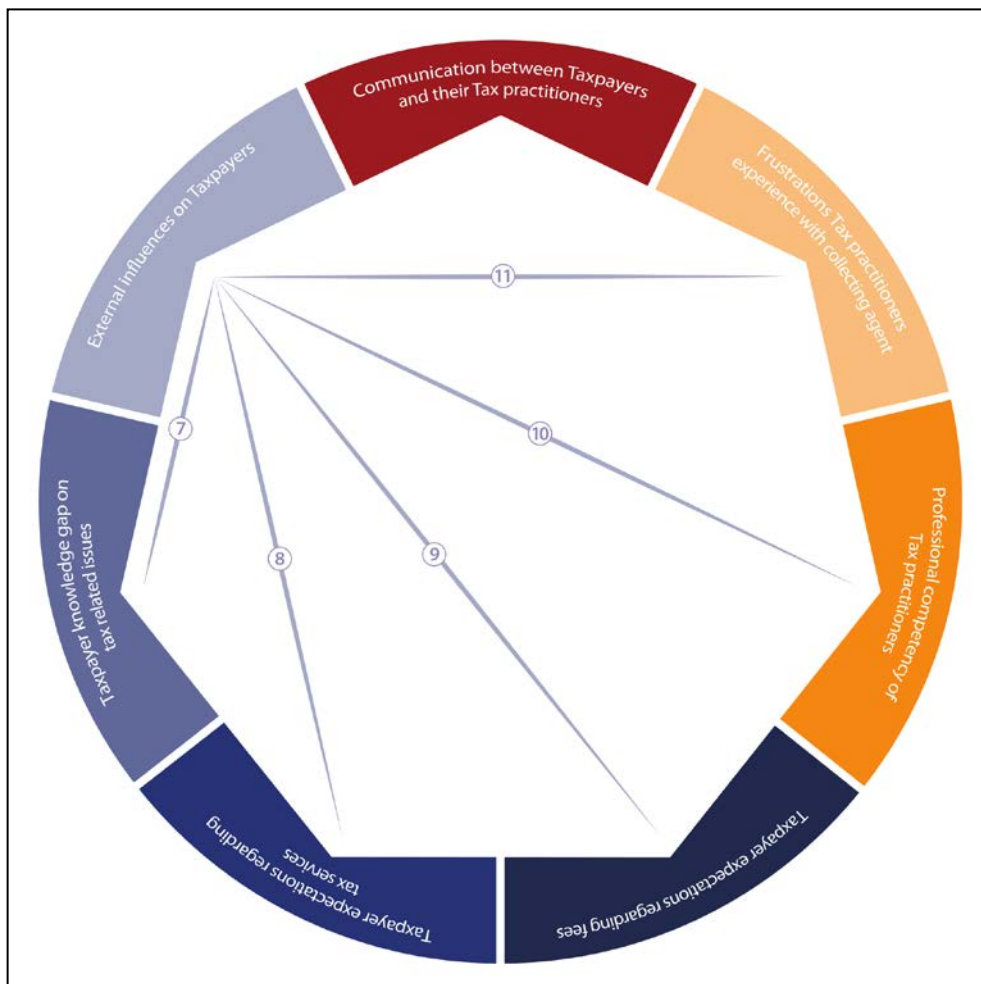 Communication between Taxpayers
and their Tax practitioners
Frustrations Tax practitioners
experience with collecting agent
External influences on Taxpayers
11
7
10
Professional competency of
Tax practitioners
Taxpayer knowledge gap on
tax related issues
8
9
Taxpayer expectations regarding
tax services
Taxpayer expectations regarding fees